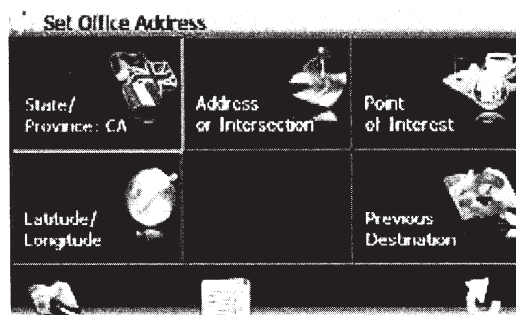 Set Office Address
State/
Province: CA
Address
or Intersection
Point
of Interest
Latitude/
Longitude
Previous
Destination